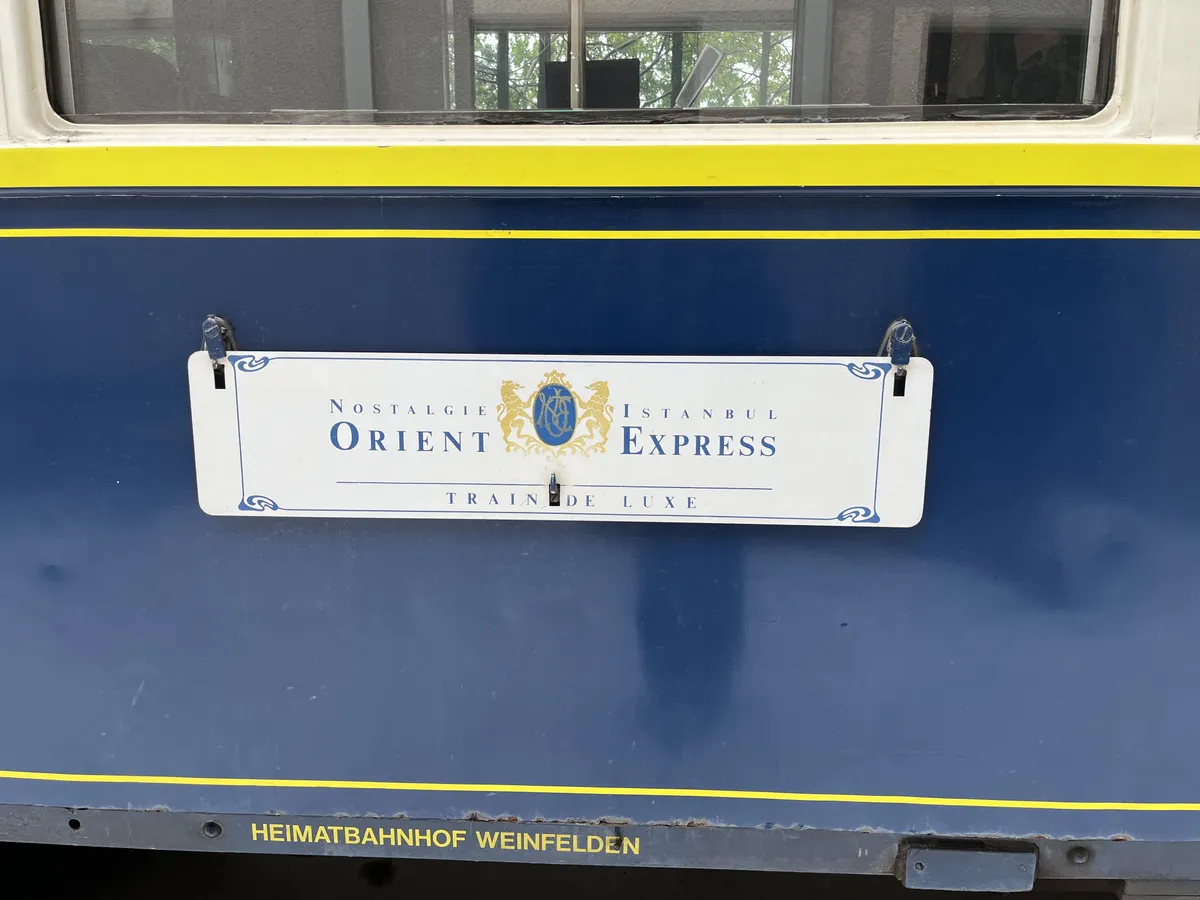 NOSTALGIE ISTANBUL
ORIENT EXPRESS
TRAIN DE LUXE
HEIMATBAHNHOF WEINFELDEN